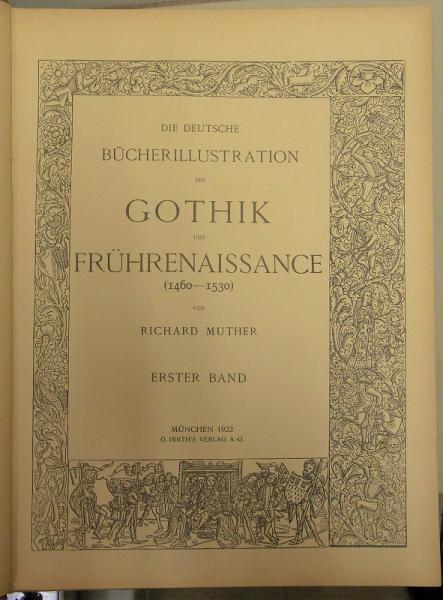 DIE DEUTSCHE
BÜCHERILLUSTRATION
DER
GOTHIK
UND
FRÜHRENAISSANCE
(1460—1530)
VON
RICHARD MUTHER
ERSTER BAND
MÜNCHEN 1922
G. HIRTH'S VERLAG A.-G.